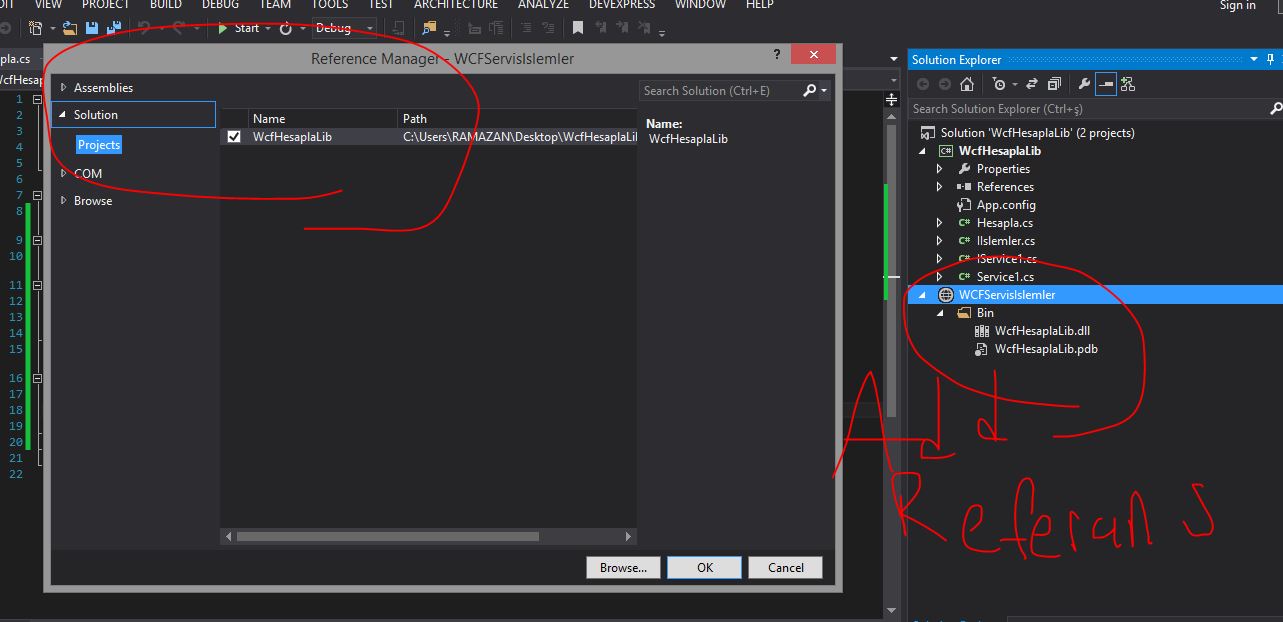 DIT VIEW PROJECT BUILD DEBUG TEAM TOOLS TEST ARCHITECTURE ANALYZE DEVEXPRESS WINDOW HELP
Sign in
Start Debug
pla.cs
/cfHesap
Reference Manager - WCFServisIslemler
? ×
Assemblies
Solution
Projects
COM
Browse
Name Path
WcfHesaplaLib C:\Users\RAMAZAN\Desktop\WcfHesaplaLil
Search Solution (Ctrl+E)
Name:
WcfHesaplaLib
Browse... OK Cancel
1
2
3
4
5
6
7
8
9
10
11
12
13
14
15
16
17
18
19
20
21
22
Solution Explorer
Search Solution Explorer (Ctrl+ş)
Solution 'WcfHesaplaLib' (2 projects)
C# WcfHesaplaLib
Properties
References
App.config
C# Hesapla.cs
C# IIslemler.cs
C# IService1.cs
C# Service1.cs
WCFServisIslemler
Bin
WcfHesaplaLib.dll
WcfHesaplaLib.pdb
Add
Referans